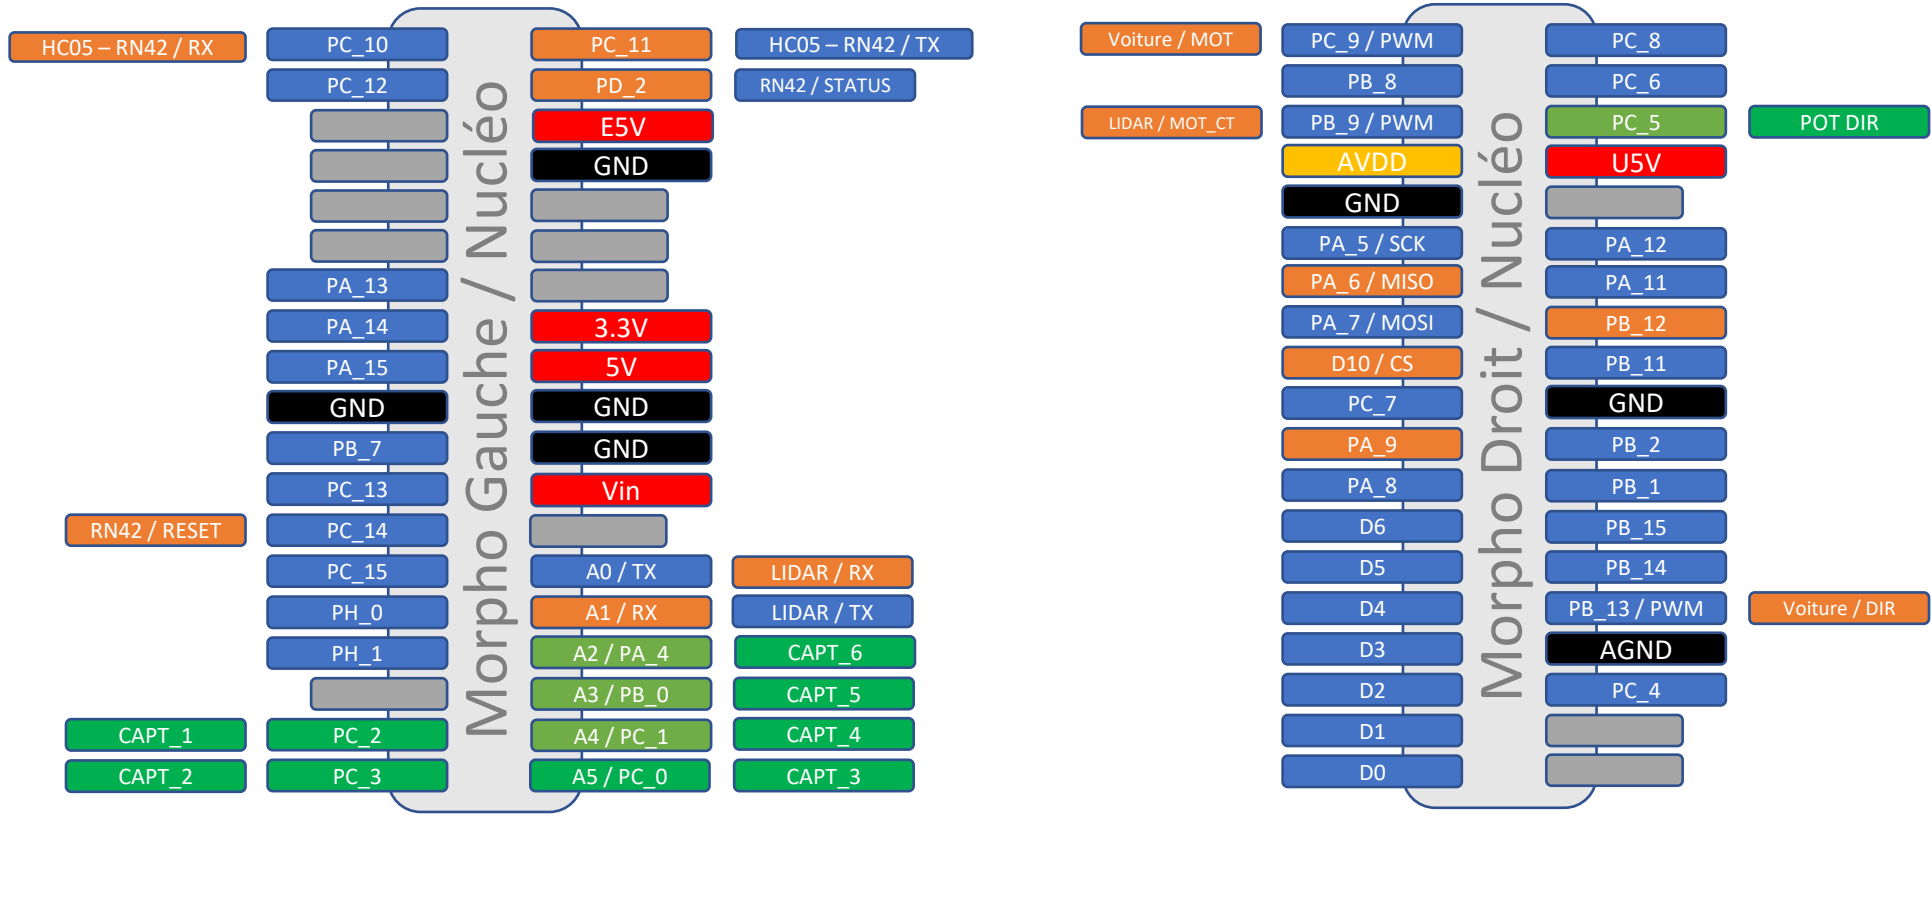 HC05 – RN42 / RX
PC_10
PC_11
HC05 – RN42 / TX
PC_12
PD_2
RN42 / STATUS
E5V
GND
PA_13
PA_14
3.3V
PA_15
5V
GND
GND
PB_7
GND
PC_13
Vin
RN42 / RESET
PC_14
PC_15
A0 / TX
LIDAR / RX
PH_0
A1 / RX
LIDAR / TX
PH_1
A2 / PA_4
CAPT_6
A3 / PB_0
CAPT_5
CAPT_1
PC_2
A4 / PC_1
CAPT_4
CAPT_2
PC_3
A5 / PC_0
CAPT_3
Morpho Gauche / Nucléo
Voiture / MOT
PC_9 / PWM
PC_8
PB_8
PC_6
LIDAR / MOT_CT
PB_9 / PWM
PC_5
POT DIR
AVDD
U5V
GND
PA_5 / SCK
PA_12
PA_6 / MISO
PA_11
PA_7 / MOSI
PB_12
D10 / CS
PB_11
PC_7
GND
PA_9
PB_2
PA_8
PB_1
D6
PB_15
D5
PB_14
D4
PB_13 / PWM
Voiture / DIR
D3
AGND
D2
PC_4
D1
D0
Morpho Droit / Nucléo